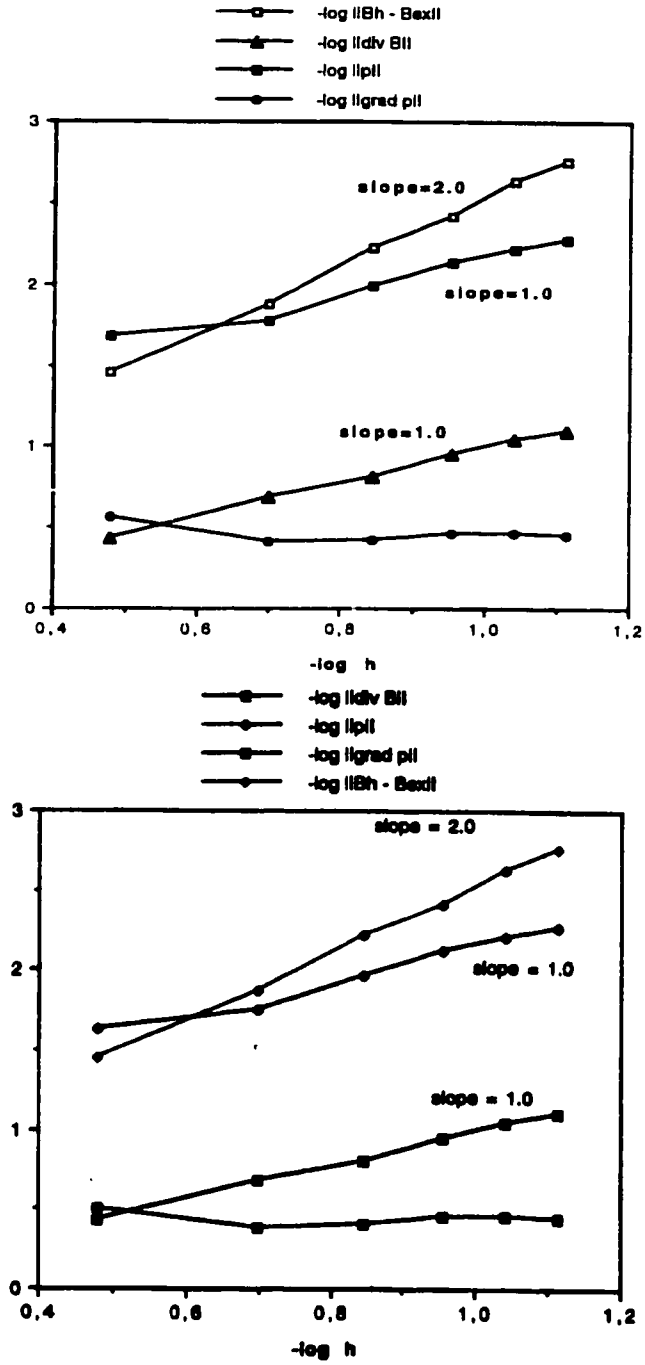 -log ||Bh - Bex||
-log ||div B||
-log ||p||
-log ||grad p||
3
slope=2.0
2
slope=1.0
slope=1.0
1
0
0,4
0,6
0,8
1,0
1,2
-log h
-log ||div B||
-log ||p||
-log ||grad p||
-log ||Bh - Bex||
3
slope = 2.0
2
slope = 1.0
slope = 1.0
1
0
0,4
0,6
0,8
1,0
1,2
-log h